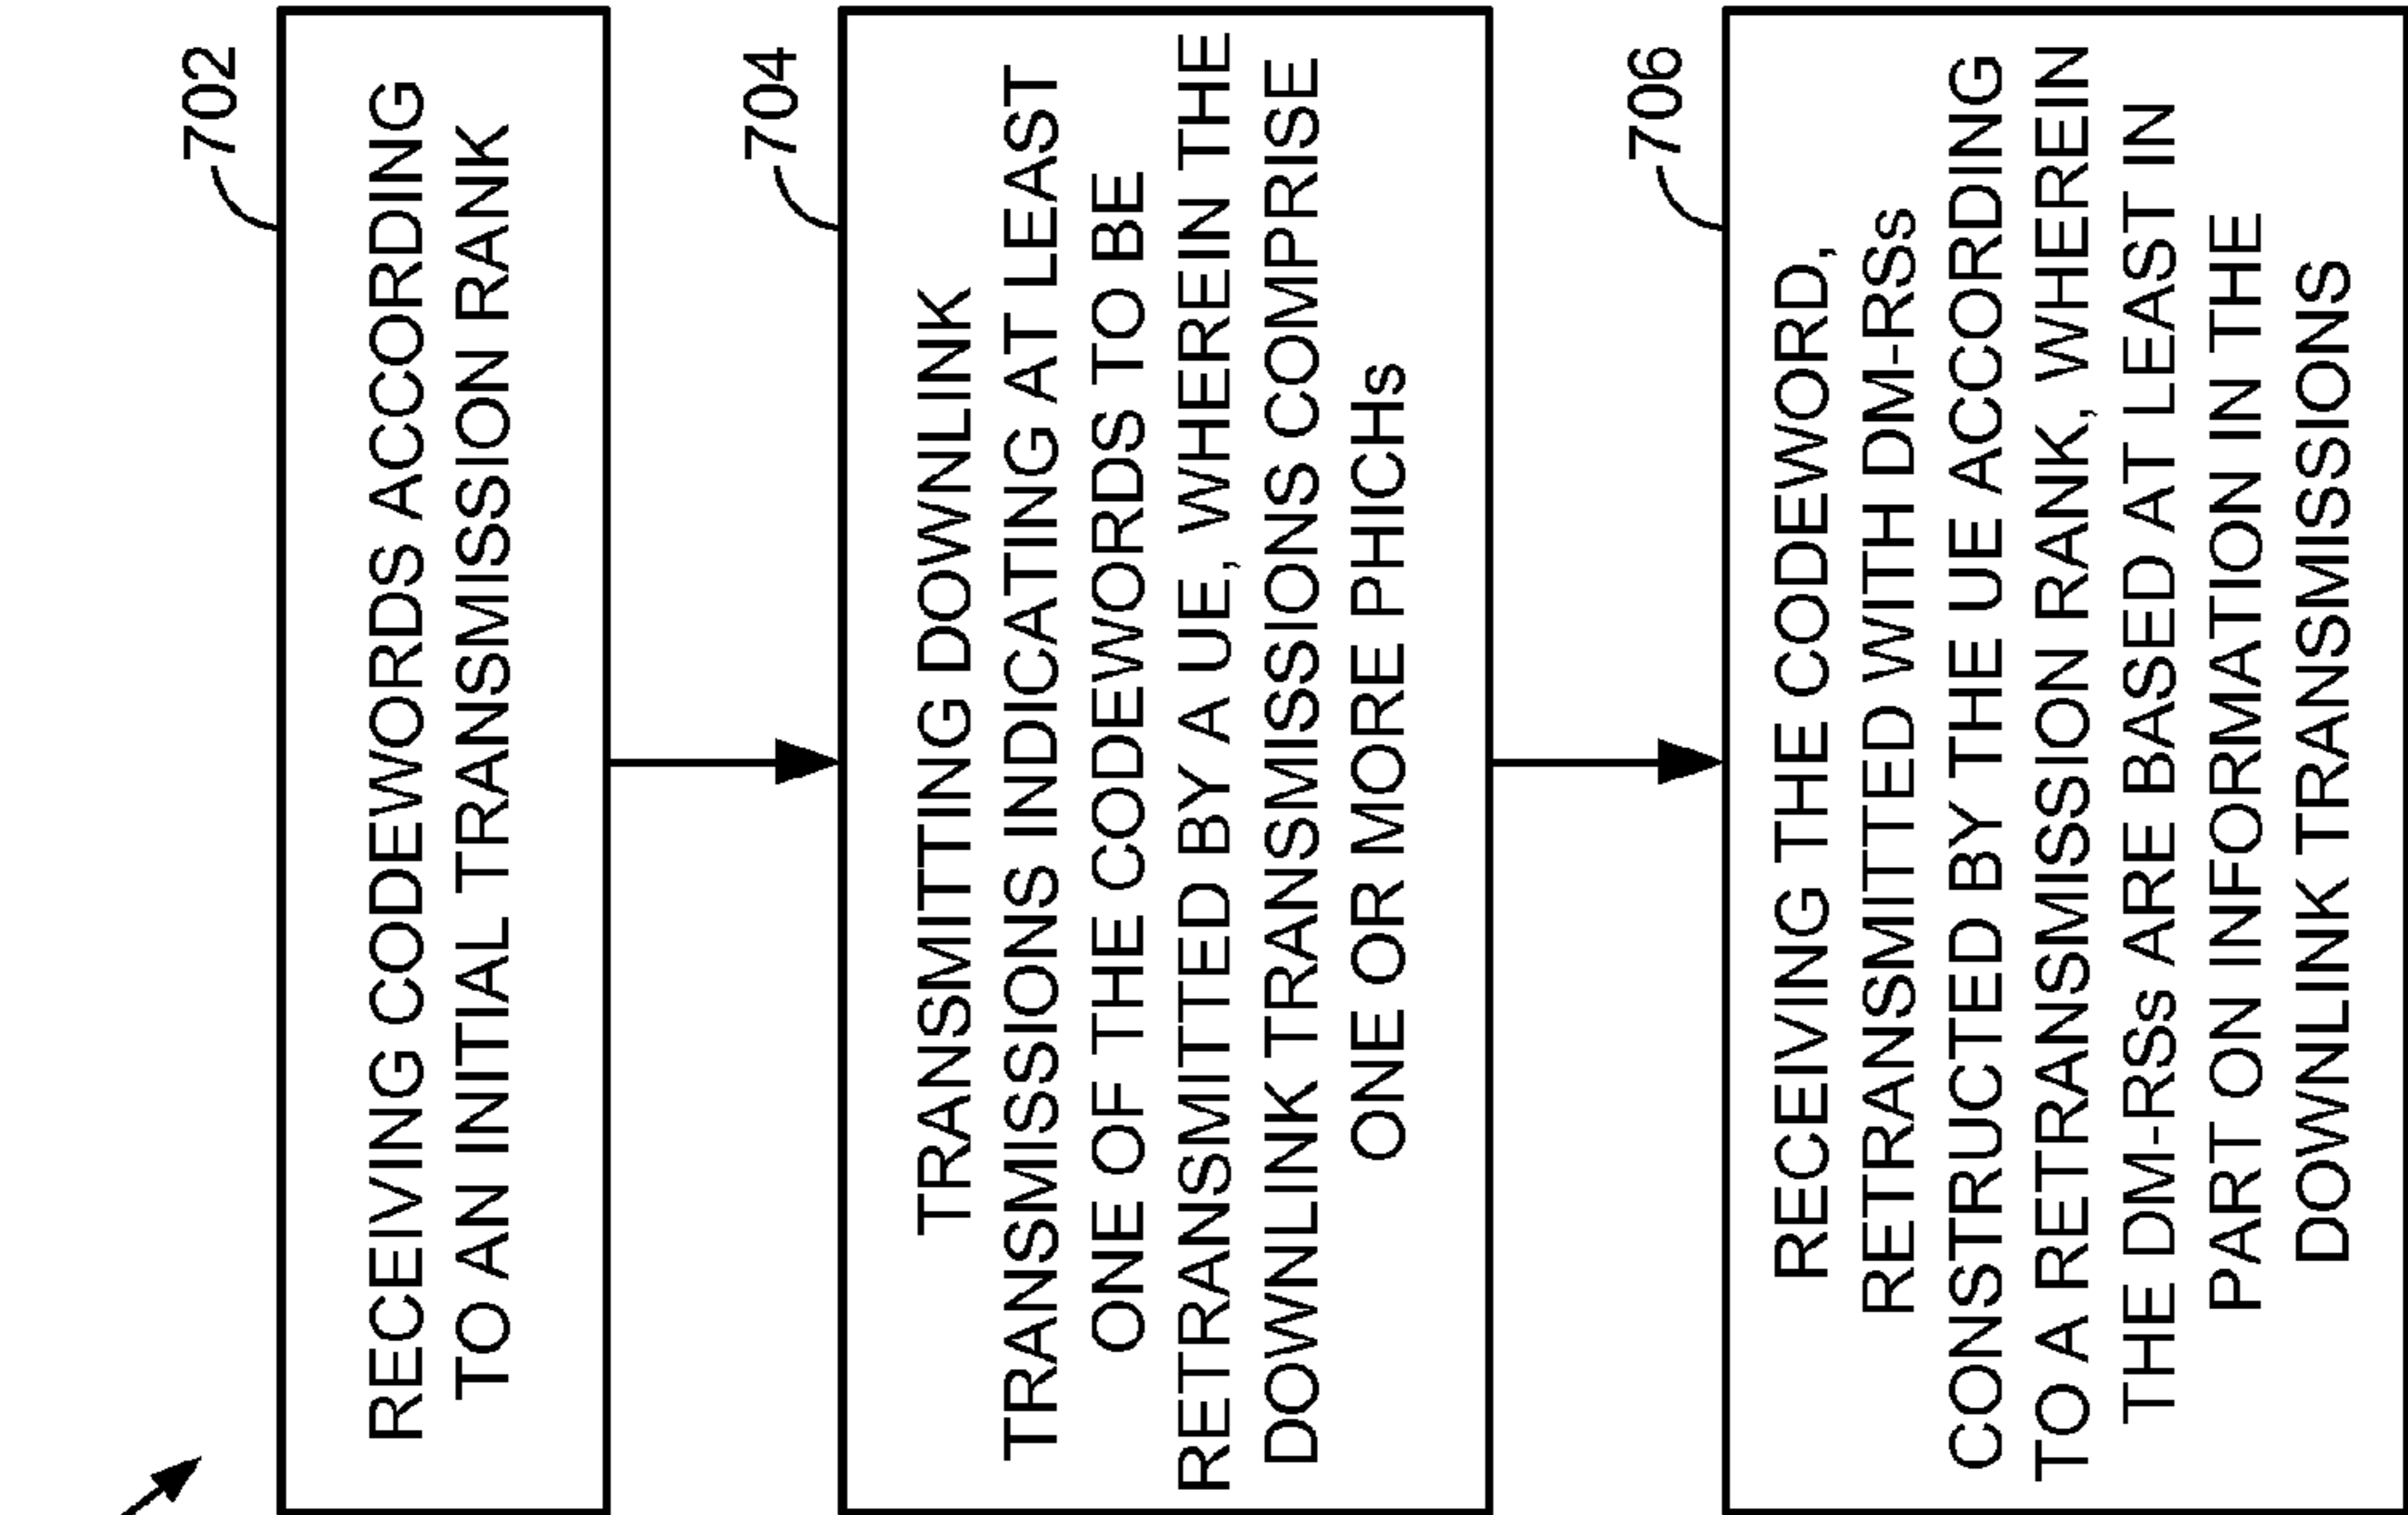 702
RECEIVING CODEWORDS ACCORDING
TO AN INITIAL TRANSMISSION RANK
704
TRANSMITTING DOWNLINK
TRANSMISSIONS INDICATING AT LEAST
ONE OF THE CODEWORDS TO BE
RETRANSMITTED BY A UE, WHEREIN THE
DOWNLINK TRANSMISSIONS COMPRISE
ONE OR MORE PHICHs
706
RECEIVING THE CODEWORD,
RETRANSMITTED WITH DM-RSs
CONSTRUCTED BY THE UE ACCORDING
TO A RETRANSMISSION RANK, WHEREIN
THE DM-RSs ARE BASED AT LEAST IN
PART ON INFORMATION IN THE
DOWNLINK TRANSMISSIONS